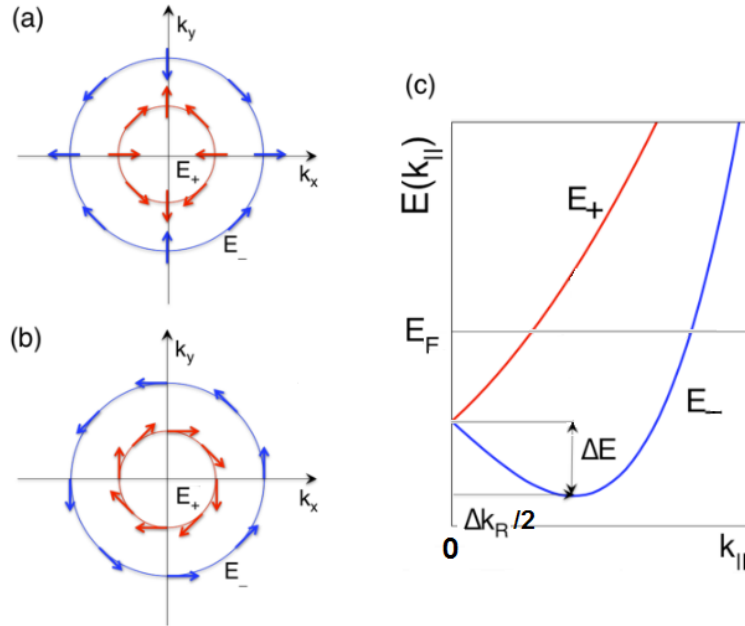 (a)
k_y
k_x
E_+
E_-
(b)
k_y
k_x
E_+
E_-
(c)
E(k_||)
E_+
E_F
E_-
ΔE
Δk_R/2
0
k_||